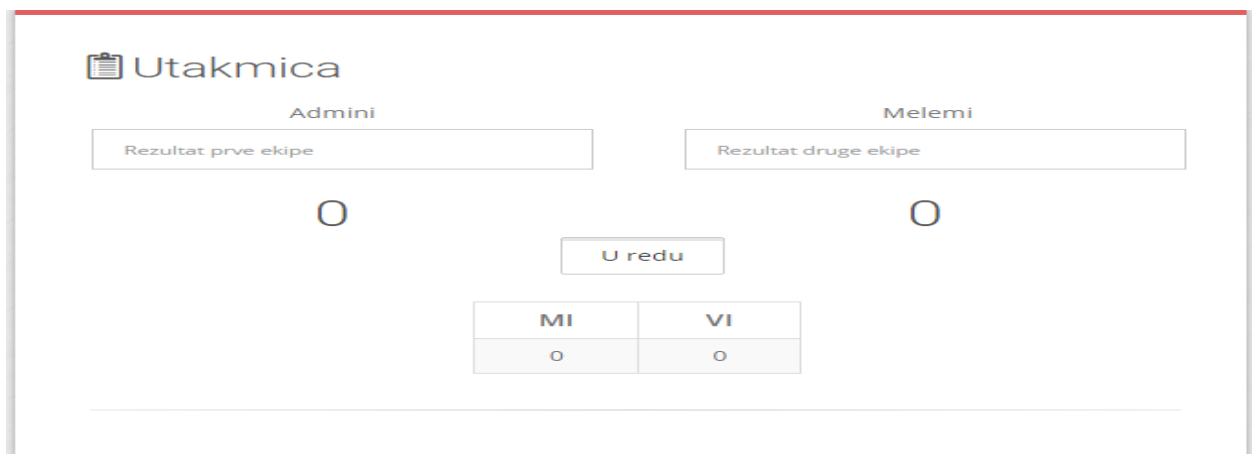 Utakmica
Admini Melemi
Rezultat prve ekipe Rezultat druge ekipe
0 0
U redu
MI VI
0 0